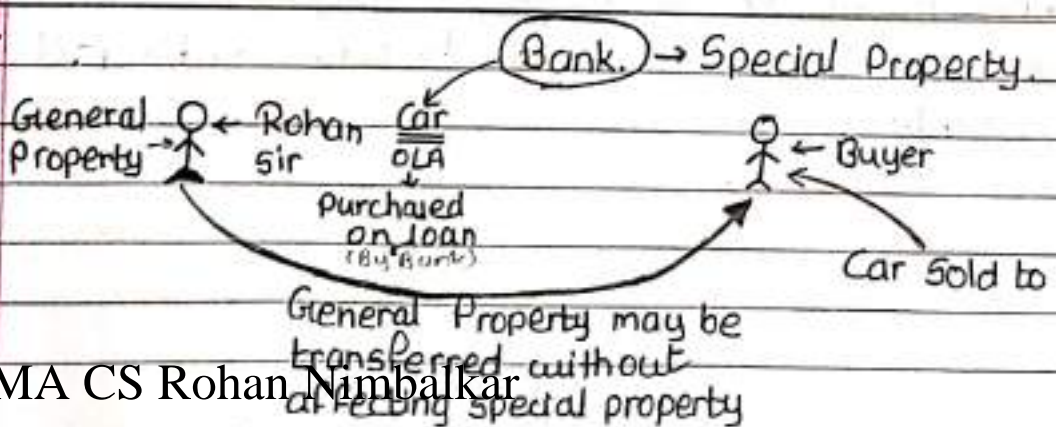 Bank. → Special Property.
General Property → ← Rohan Sir
Car
OLA
↓
purchased
on loan
(By Bank)
← Buyer
Car Sold to
General Property may be
transferred without
affecting special property
MA CS Rohan Nimbalkar